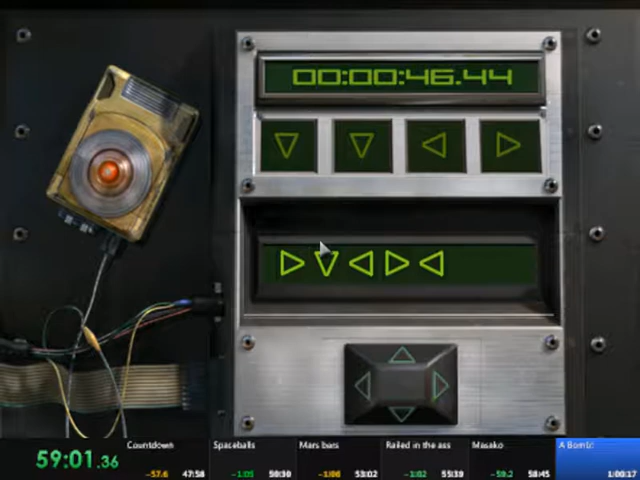 00:00:46.44
59:01.36
Countdown
-57.6 47:58
Spaceballs
-1:05 50:30
Mars bars
-1:06 53:02
Railed in the ass
-1:02 55:39
Masako
-59.2 58:45
A Bomb:
1:00:17